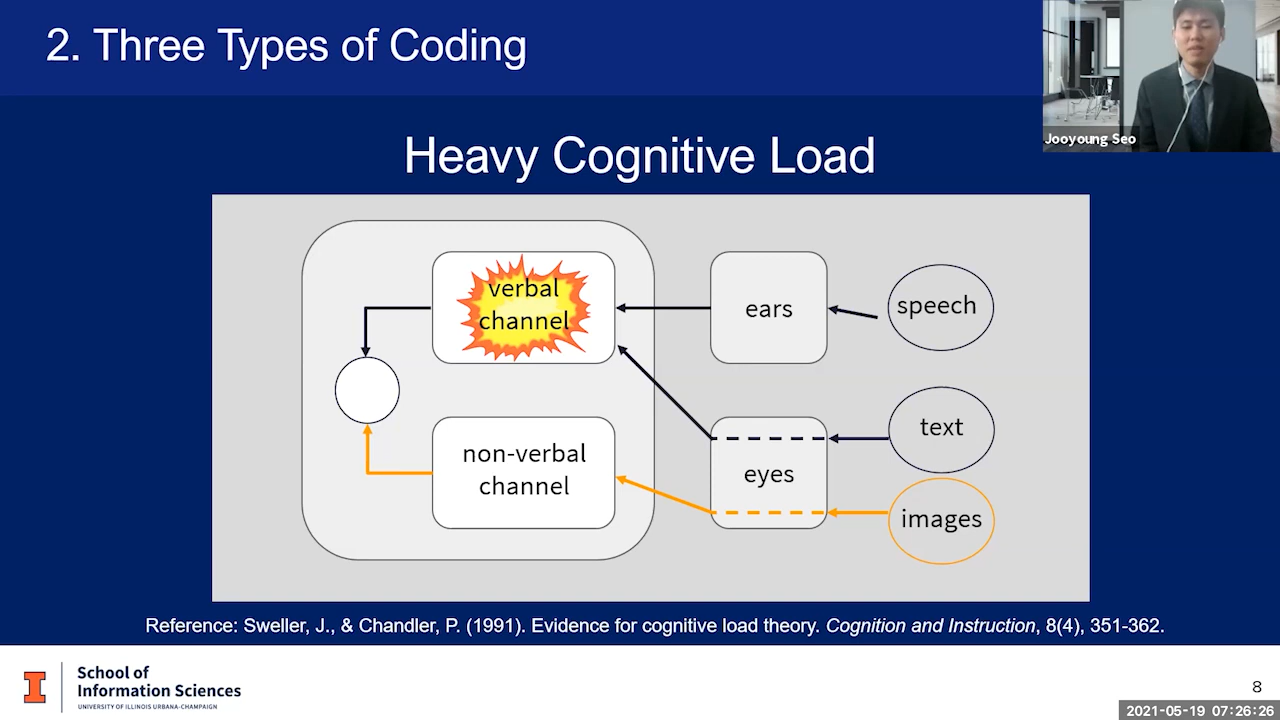 2. Three Types of Coding
Jooyoung Seo
Heavy Cognitive Load
verbal
channel
ears
speech
text
non-verbal
channel
eyes
images
Reference: Sweller, J., & Chandler, P. (1991). Evidence for cognitive load theory. Cognition and Instruction, 8(4), 351-362.
I
School of
Information Sciences
UNIVERSITY OF ILLINOIS URBANA-CHAMPAIGN
8
2021-05-19 07:26:26